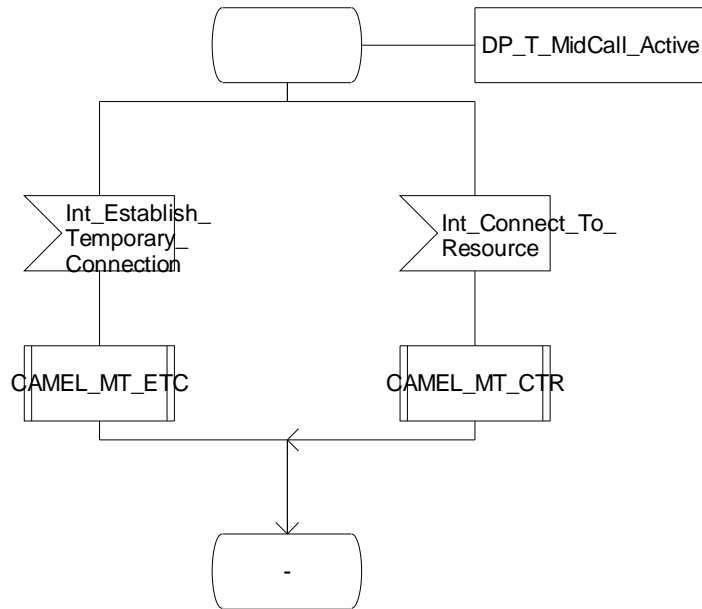 DP_T_MidCall_Active
Int_Establish_
Temporary_
Connection
Int_Connect_To_
Resource
CAMEL_MT_ETC
CAMEL_MT_CTR
-